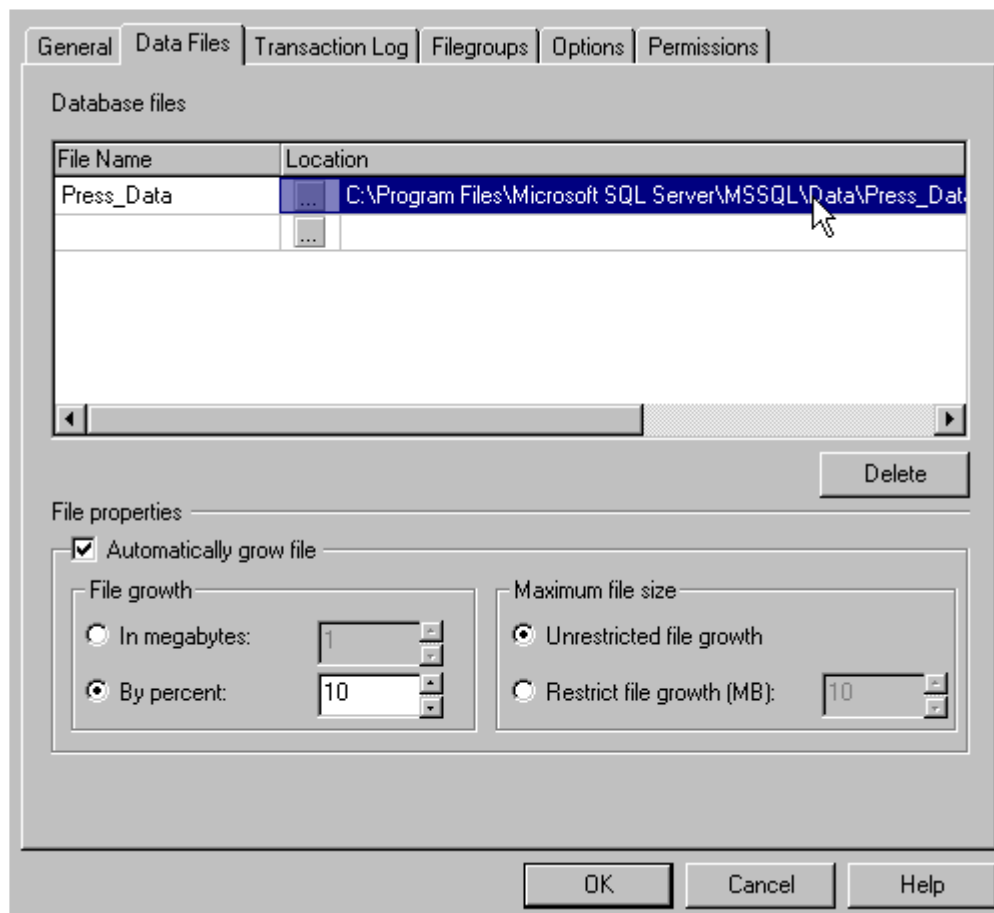 General Data Files Transaction Log Filegroups Options Permissions
Database files
File Name Location
Press_Data ... C:\Program Files\Microsoft SQL Server\MSSQL\Data\Press_Data
...
Delete
File properties
Automatically grow file
File growth Maximum file size
In megabytes: 1 Unrestricted file growth
By percent: 10 Restrict file growth (MB): 10
OK Cancel Help